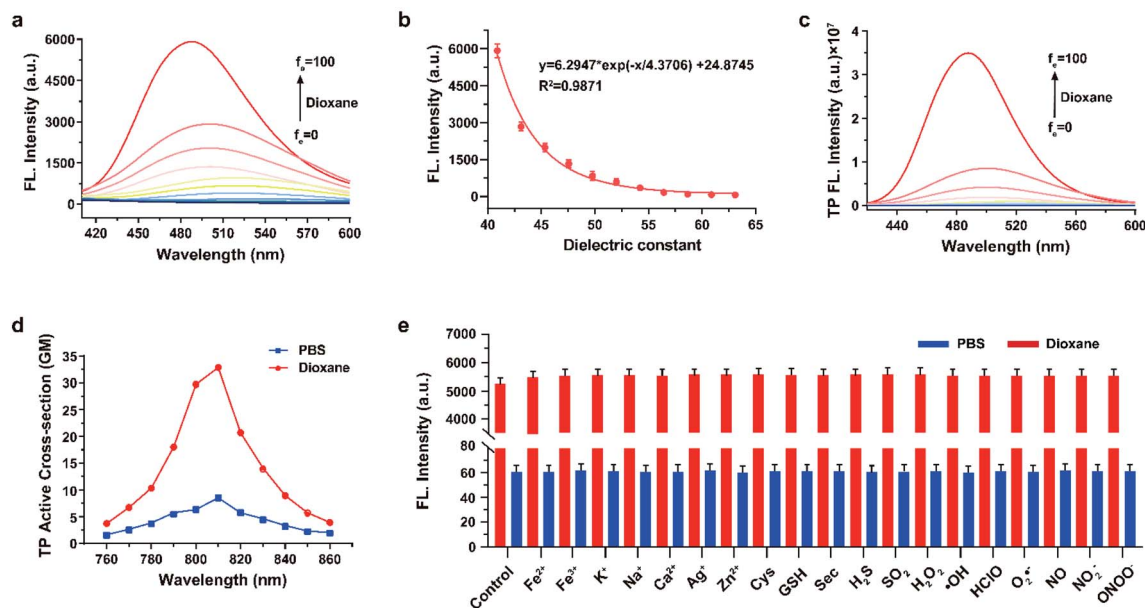 a
FL. Intensity (a.u.)
6000
4500
3000
1500
0
420 450 480 510 540 570 600
Wavelength (nm)
fₑ=100
Dioxane
fₑ=0
b
FL. Intensity (a.u.)
6000
4500
3000
1500
0
40 45 50 55 60 65
Dielectric constant
y=6.2947*exp(-x/4.3706) +24.8745
R²=0.9871
c
TP FL. Intensity (a.u.)×10⁷
4
3
2
1
0
440 480 520 560 600
Wavelength (nm)
fₑ=100
Dioxane
fₑ=0
d
TP Active Cross-section (GM)
35
30
25
20
15
10
5
0
760 780 800 820 840 860
Wavelength (nm)
PBS
Dioxane
e
FL. Intensity (a.u.)
7000
6000
5000
4000
80
60
40
20
0
PBS Dioxane
Control Fe²⁺ Fe³⁺ K⁺ Na⁺ Ca²⁺ Ag⁺ Zn²⁺ Cys GSH Sec H₂S SO₂ H₂O₂ •OH HClO O₂•⁻ NO NO₂⁻ ONOO⁻